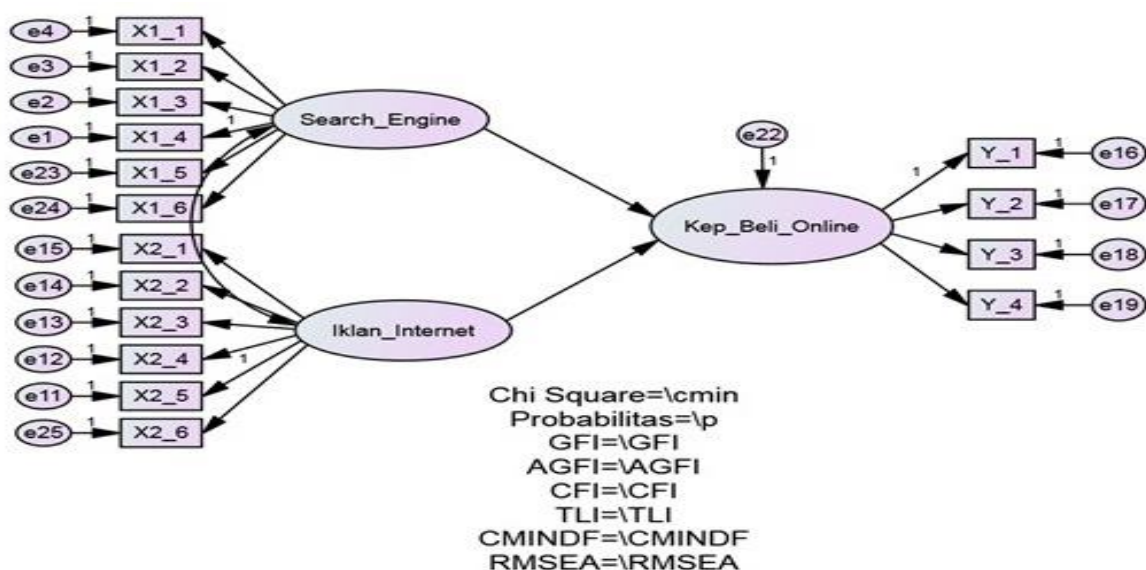 e4 1 X1_1
e3 1 X1_2
e2 1 X1_3
e1 1 X1_4 1
e23 1 X1_5
e24 1 X1_6
e15 1 X2_1
e14 1 X2_2
e13 1 X2_3
e12 1 X2_4 1
e11 1 X2_5
e25 1 X2_6
Search_Engine
Iklan_Internet
e22
1
Kep_Beli_Online
1 Y_1 1 e16
Y_2 1 e17
Y_3 1 e18
Y_4 1 e19
Chi Square=\cmin
Probabilitas=\p
GFI=\GFI
AGFI=\AGFI
CFI=\CFI
TLI=\TLI
CMINDF=\CMINDF
RMSEA=\RMSEA